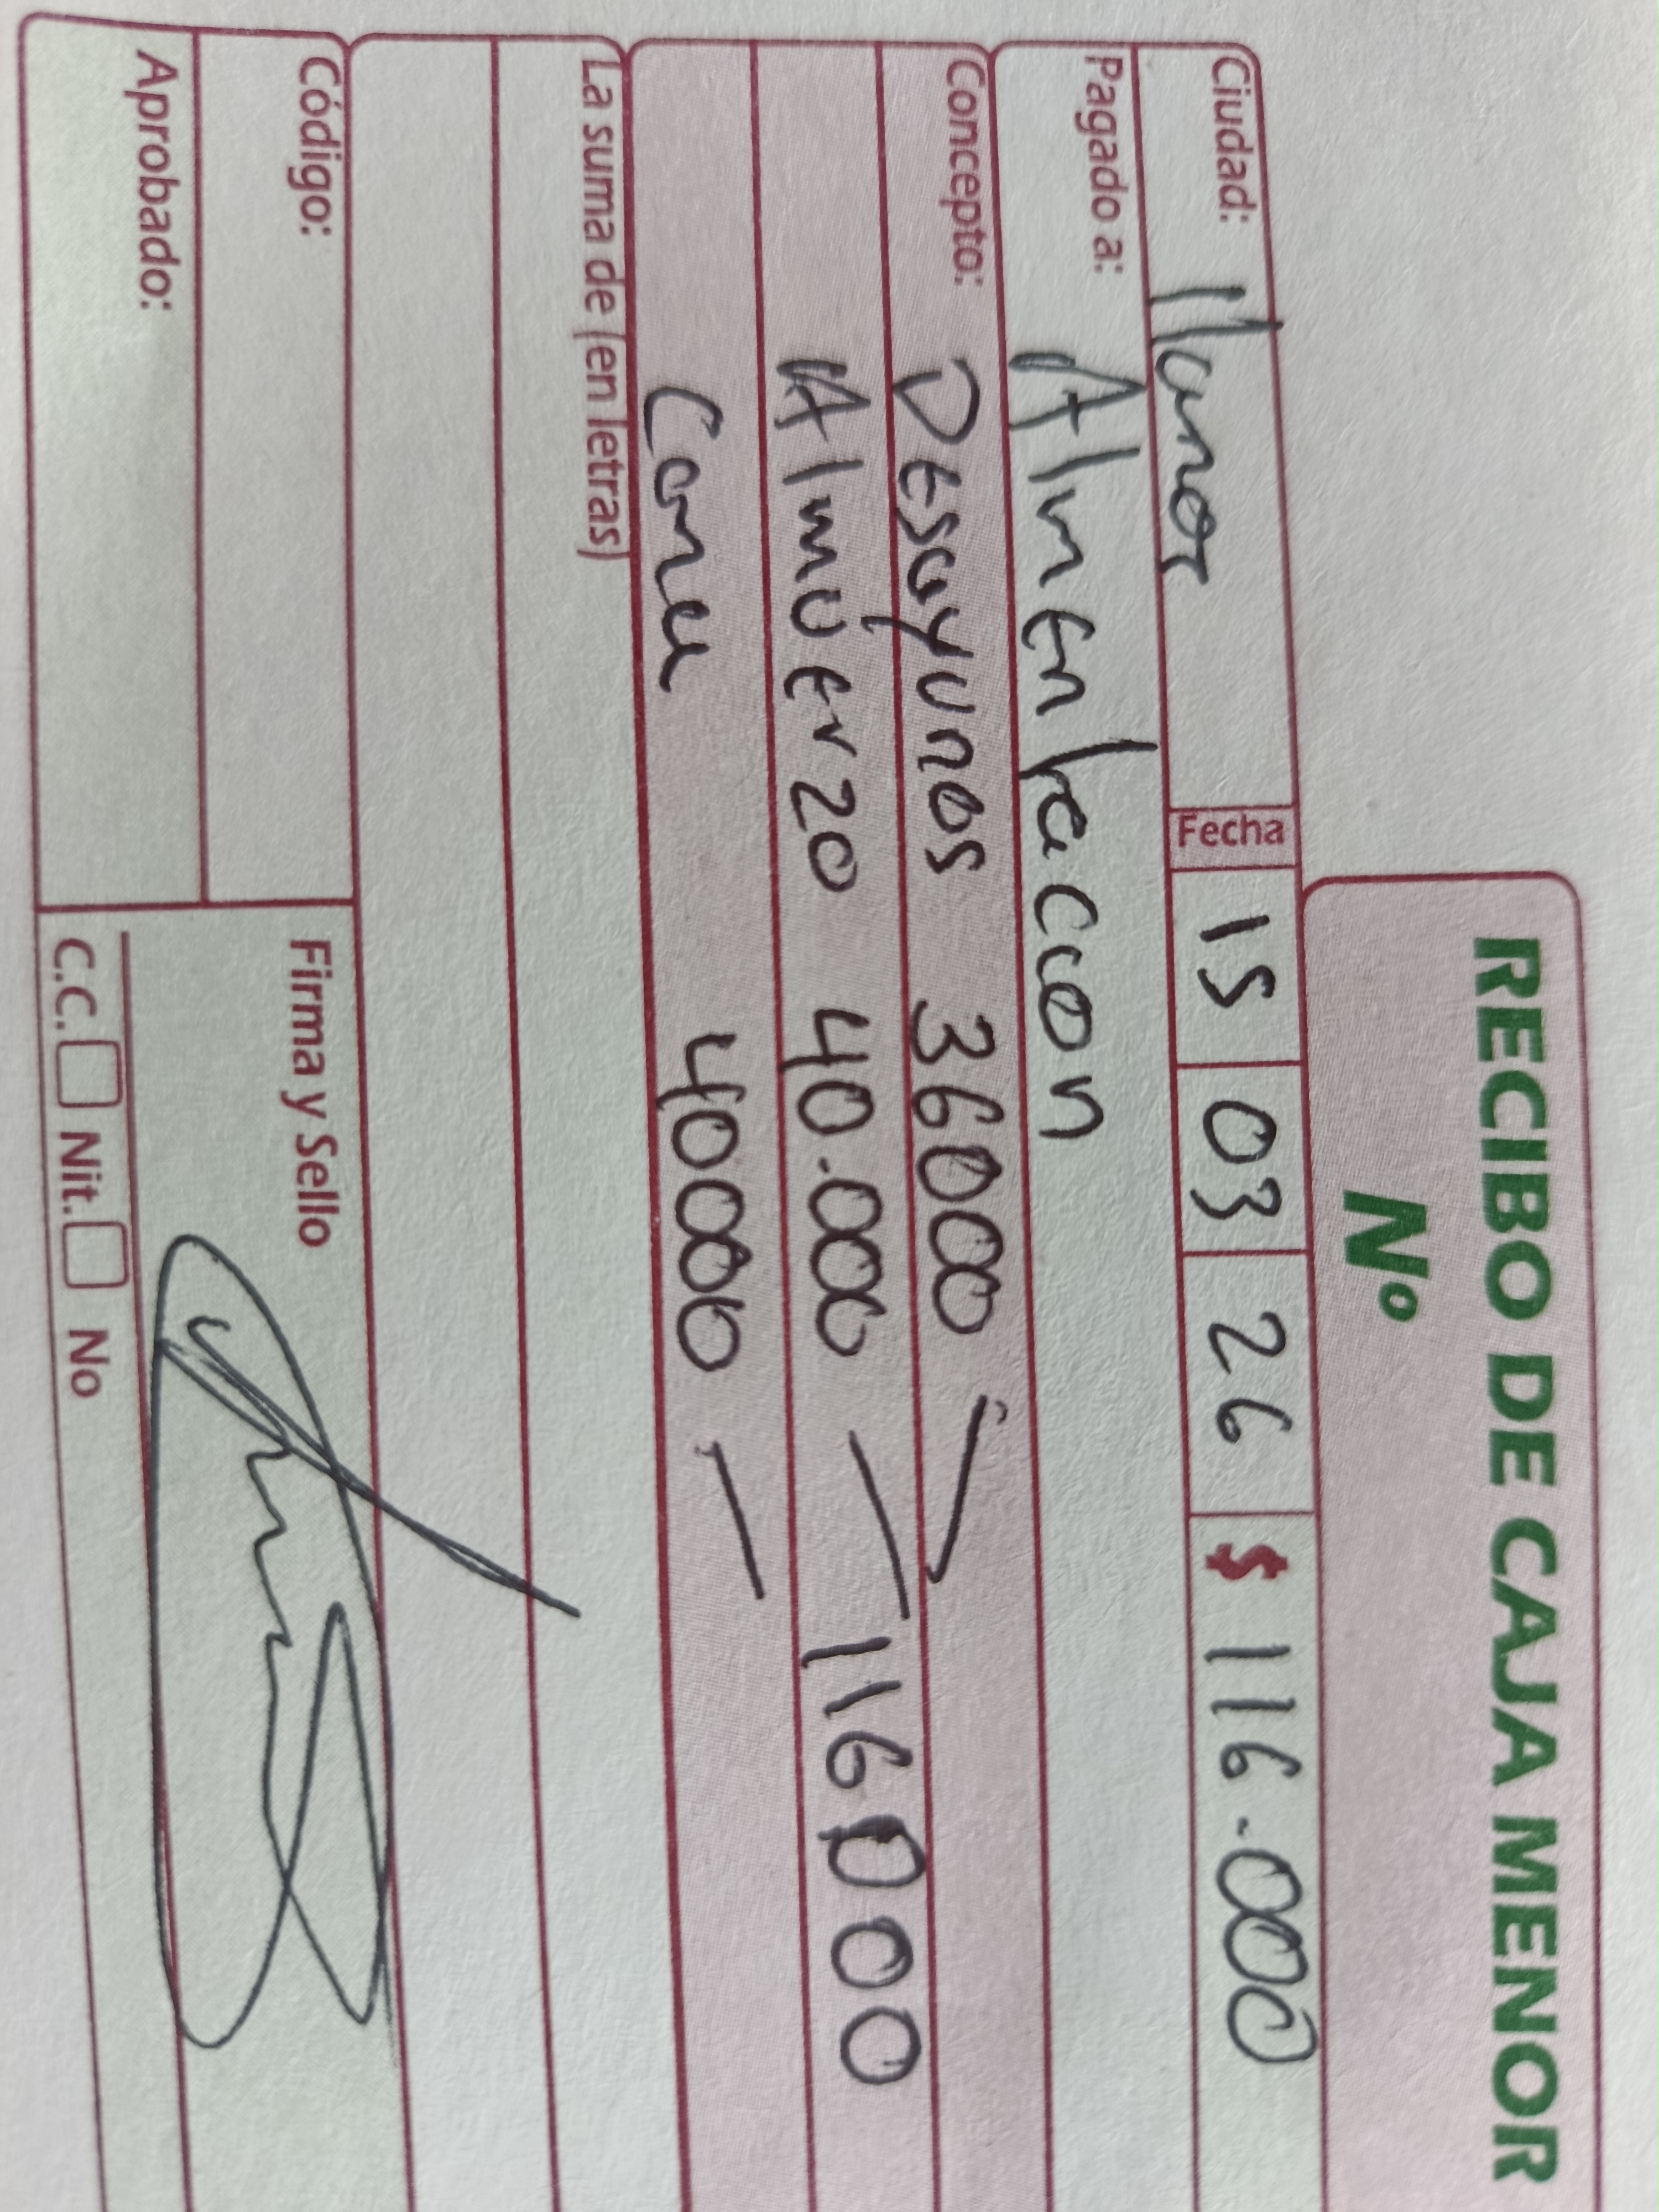 RECIBO DE CAJA MENOR
Nº
Ciudad: llanos Fecha 15 03 26 $ 116.000
Pagado a: Alimentacion
Concepto: Desayunos 36000
Almuerzo 40.000 116000
Cena 40000
La suma de (en letras)
Código: Firma y Sello
Aprobado:
C.C. Nit. No